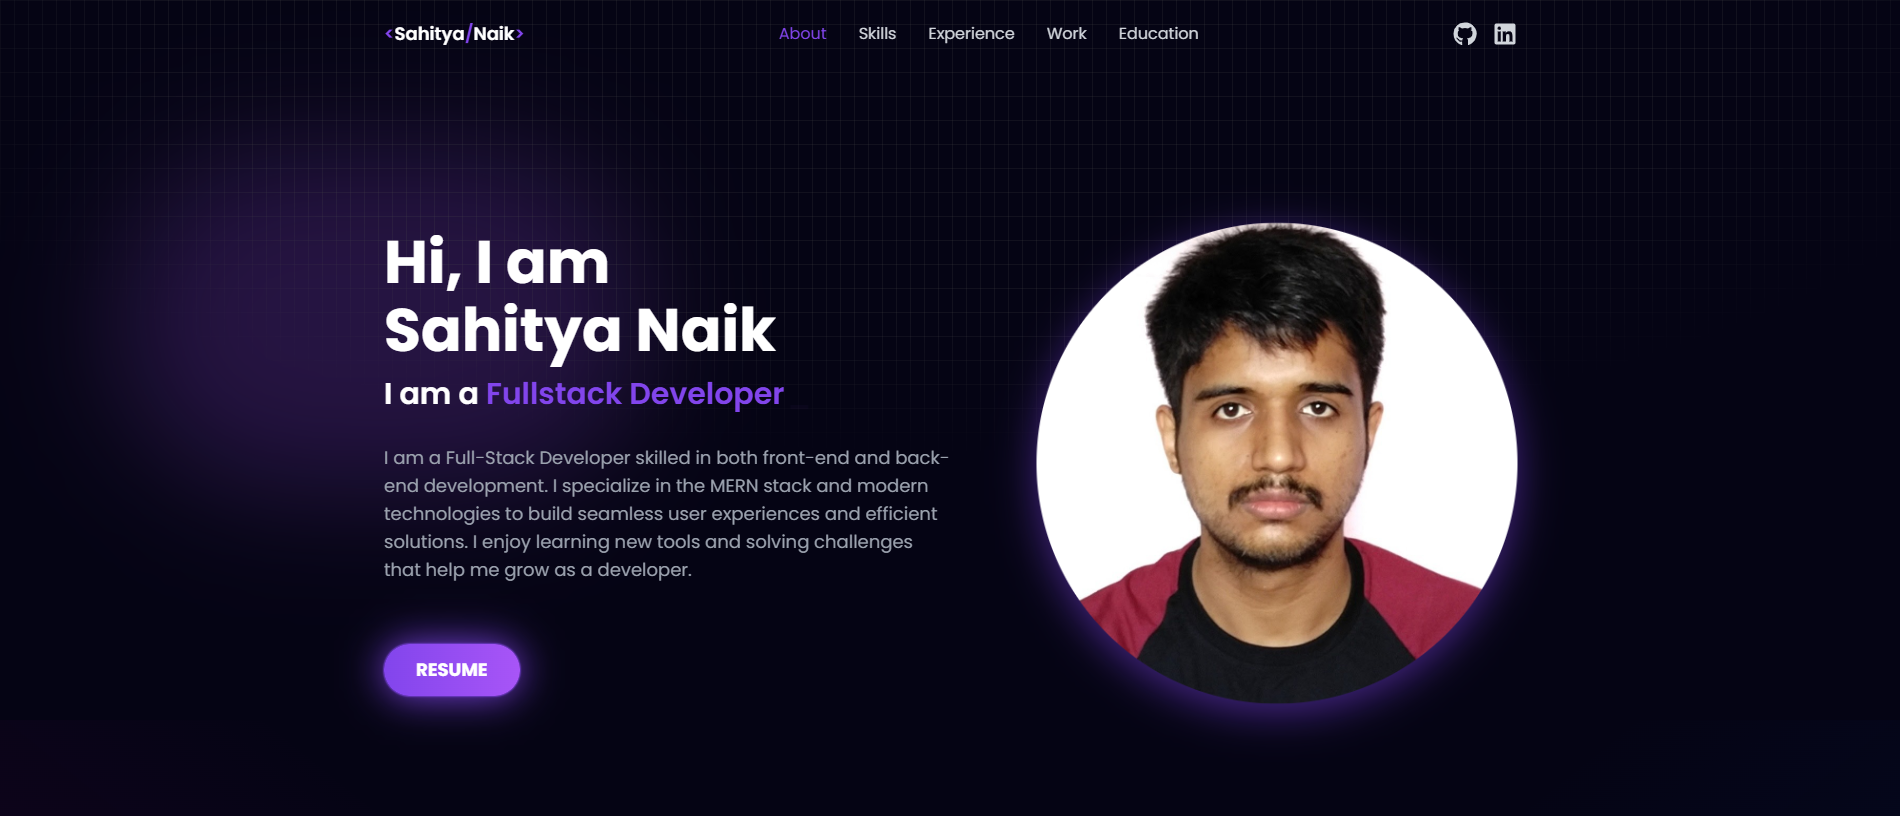 <Sahitya/Naik>
About Skills Experience Work Education
in
Hi, I am
Sahitya Naik
I am a Fullstack Developer
I am a Full-Stack Developer skilled in both front-end and back-
end development. I specialize in the MERN stack and modern
technologies to build seamless user experiences and efficient
solutions. I enjoy learning new tools and solving challenges
that help me grow as a developer.
RESUME